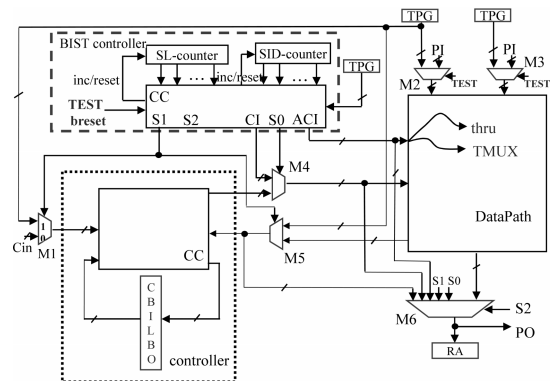 TPG
TPG
BIST controller
SL-counter
SID-counter
PI
PI
M3
inc/reset
inc/reset
TPG
M2
TEST
TEST
TEST
CC
breset
S1
S2
CI
S0
ACI
thru
TMUX
M4
DataPath
1
0
Cin
M1
CC
M5
C
B
I
L
B
O
controller
S1
S0
M6
S2
PO
RA